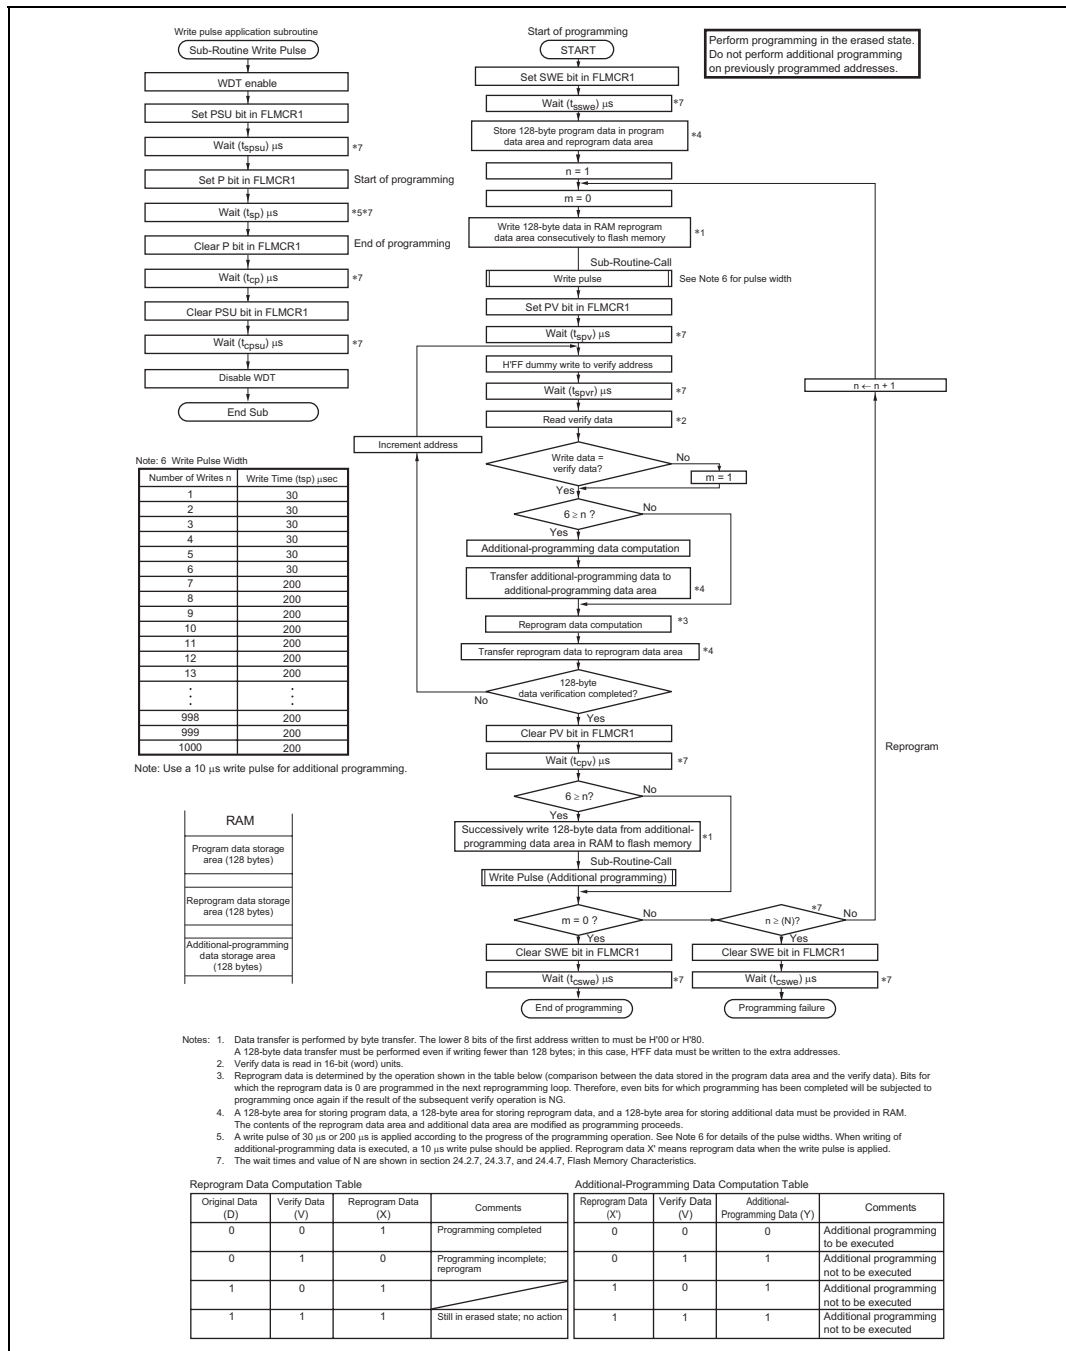 Write pulse application subroutine
Sub-Routine Write Pulse
WDT enable
Set PSU bit in FLMCR1
Wait (tspsu) μs
*7
Set P bit in FLMCR1
Start of programming
Wait (tsp) μs
*5*7
Clear P bit in FLMCR1
End of programming
Wait (tcp) μs
*7
Clear PSU bit in FLMCR1
Wait (tcpsu) μs
*7
Disable WDT
End Sub
Start of programming
START
Set SWE bit in FLMCR1
Wait (tsswe) μs
*7
Store 128-byte program data in program
data area and reprogram data area
*4
n = 1
m = 0
Write 128-byte data in RAM reprogram
data area consecutively to flash memory
*1
Sub-Routine-Call
Write pulse
See Note 6 for pulse width
Set PV bit in FLMCR1
Wait (tspv) μs
*7
H'FF dummy write to verify address
Wait (tspvr) μs
*7
Read verify data
*2
Increment address
Write data =
verify data?
No
m = 1
Yes
6 ≥ n ?
No
Yes
Additional-programming data computation
Transfer additional-programming data to
additional-programming data area
*4
Reprogram data computation
*3
Transfer reprogram data to reprogram data area
*4
128-byte
data verification completed?
No
Yes
Clear PV bit in FLMCR1
Wait (tcpv) μs
*7
6 ≥ n?
No
Yes
Successively write 128-byte data from additional-
programming data area in RAM to flash memory
*1
Sub-Routine-Call
Write Pulse (Additional programming)
m = 0 ?
No
Yes
Clear SWE bit in FLMCR1
Wait (tcswe) μs
*7
End of programming
*7
n ≥ (N)?
No
Yes
Clear SWE bit in FLMCR1
Wait (tcswe) μs
*7
Programming failure
n ← n + 1
Reprogram
Perform programming in the erased state.
Do not perform additional programming
on previously programmed addresses.
Note: 6 Write Pulse Width
Number of Writes n Write Time (tsp) μsec
1 30
2 30
3 30
4 30
5 30
6 30
7 200
8 200
9 200
10 200
11 200
12 200
13 200
998 200
999 200
1000 200
Note: Use a 10 μs write pulse for additional programming.
RAM
Program data storage
area (128 bytes)
Reprogram data storage
area (128 bytes)
Additional-programming
data storage area
(128 bytes)
Notes: 1. Data transfer is performed by byte transfer. The lower 8 bits of the first address written to must be H'00 or H'80.
A 128-byte data transfer must be performed even if writing fewer than 128 bytes; in this case, H'FF data must be written to the extra addresses.
2. Verify data is read in 16-bit (word) units.
3. Reprogram data is determined by the operation shown in the table below (comparison between the data stored in the program data area and the verify data). Bits for
which the reprogram data is 0 are programmed in the next reprogramming loop. Therefore, even bits for which programming has been completed will be subjected to
programming once again if the result of the subsequent verify operation is NG.
4. A 128-byte area for storing program data, a 128-byte area for storing reprogram data, and a 128-byte area for storing additional data must be provided in RAM.
The contents of the reprogram data area and additional data area are modified as programming proceeds.
5. A write pulse of 30 μs or 200 μs is applied according to the progress of the programming operation. See Note 6 for details of the pulse widths. When writing of
additional-programming data is executed, a 10 μs write pulse should be applied. Reprogram data X' means reprogram data when the write pulse is applied.
7. The wait times and value of N are shown in section 24.2.7, 24.3.7, and 24.4.7, Flash Memory Characteristics.
Reprogram Data Computation Table
Original Data (D) Verify Data (V) Reprogram Data (X) Comments
0 0 1 Programming completed
0 1 0 Programming incomplete; reprogram
1 0 1
1 1 1 Still in erased state; no action
Additional-Programming Data Computation Table
Reprogram Data (X') Verify Data (V) Additional-Programming Data (Y) Comments
0 0 0 Additional programming to be executed
0 1 1 Additional programming not to be executed
1 0 1 Additional programming not to be executed
1 1 1 Additional programming not to be executed